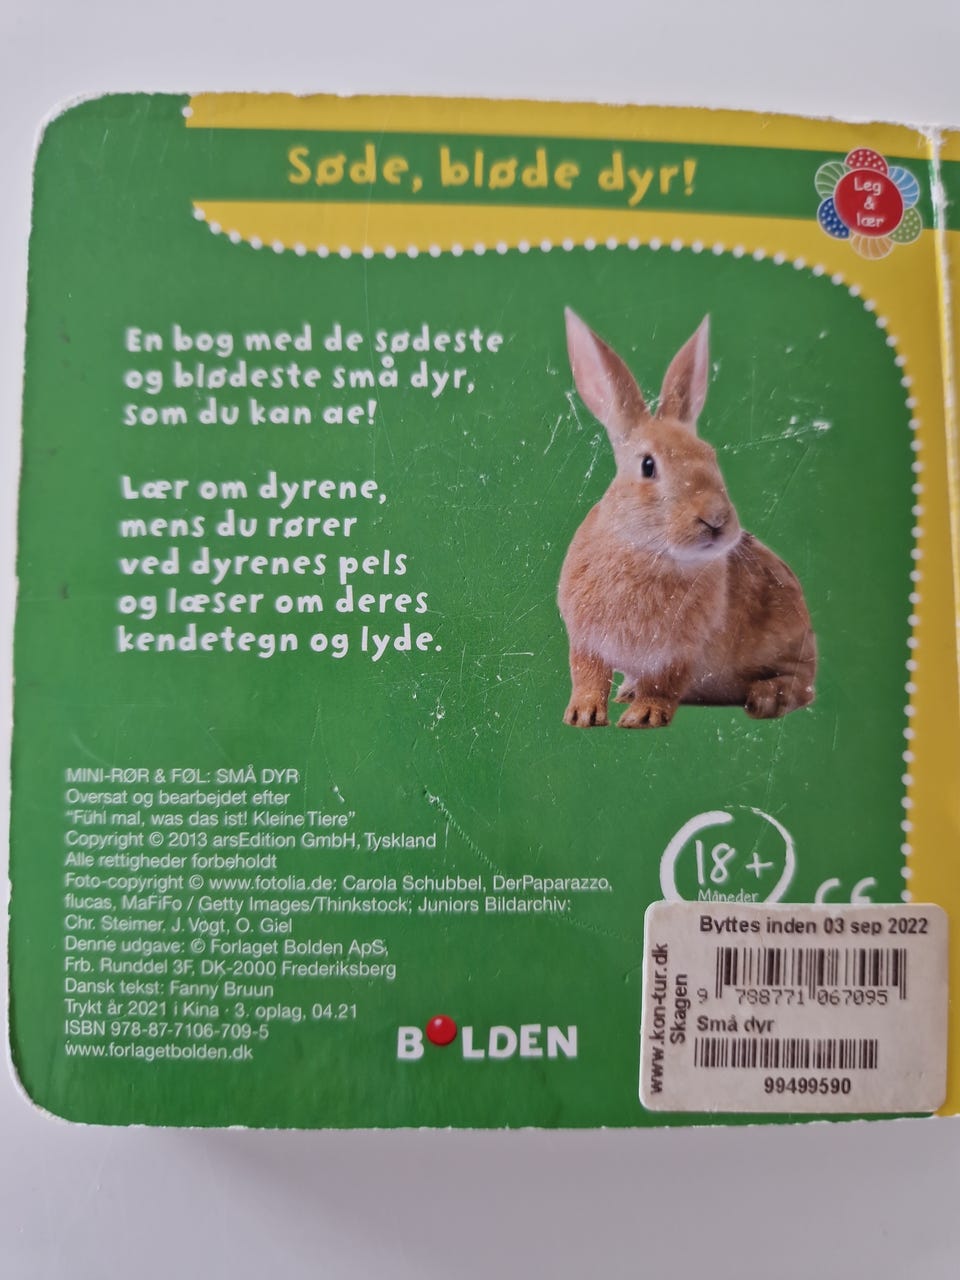 Søde, bløde dyr!
Leg
&
lær
En bog med de sødeste
og blødeste små dyr,
som du kan ae!
Lær om dyrene,
mens du rører
ved dyrenes pels
og læser om deres
kendetegn og lyde.
MINI-RØR & FØL: SMÅ DYR
Oversat og bearbejdet efter
"Fühl mal, was das ist! Kleine Tiere"
Copyright © 2013 arsEdition GmbH, Tyskland
Alle rettigheder forbeholdt
Foto-copyright © www.fotolia.de: Carola Schubbel, DerPaparazzo,
flucas, MaFiFo / Getty Images/Thinkstock; Juniors Bildarchiv:
Chr. Steimer, J. Vogt, O. Giel
Denne udgave: © Forlaget Bolden ApS,
Frb. Runddel 3F, DK-2000 Frederiksberg
Dansk tekst: Fanny Bruun
Trykt år 2021 i Kina · 3. oplag, 04.21
ISBN 978-87-7106-709-5
www.forlagetbolden.dk
BOLDEN
18+
Måneder
CE
Byttes inden 03 sep 2022
www.kon-tur.dk
Skagen
9 788771 067095
Små dyr
99499590